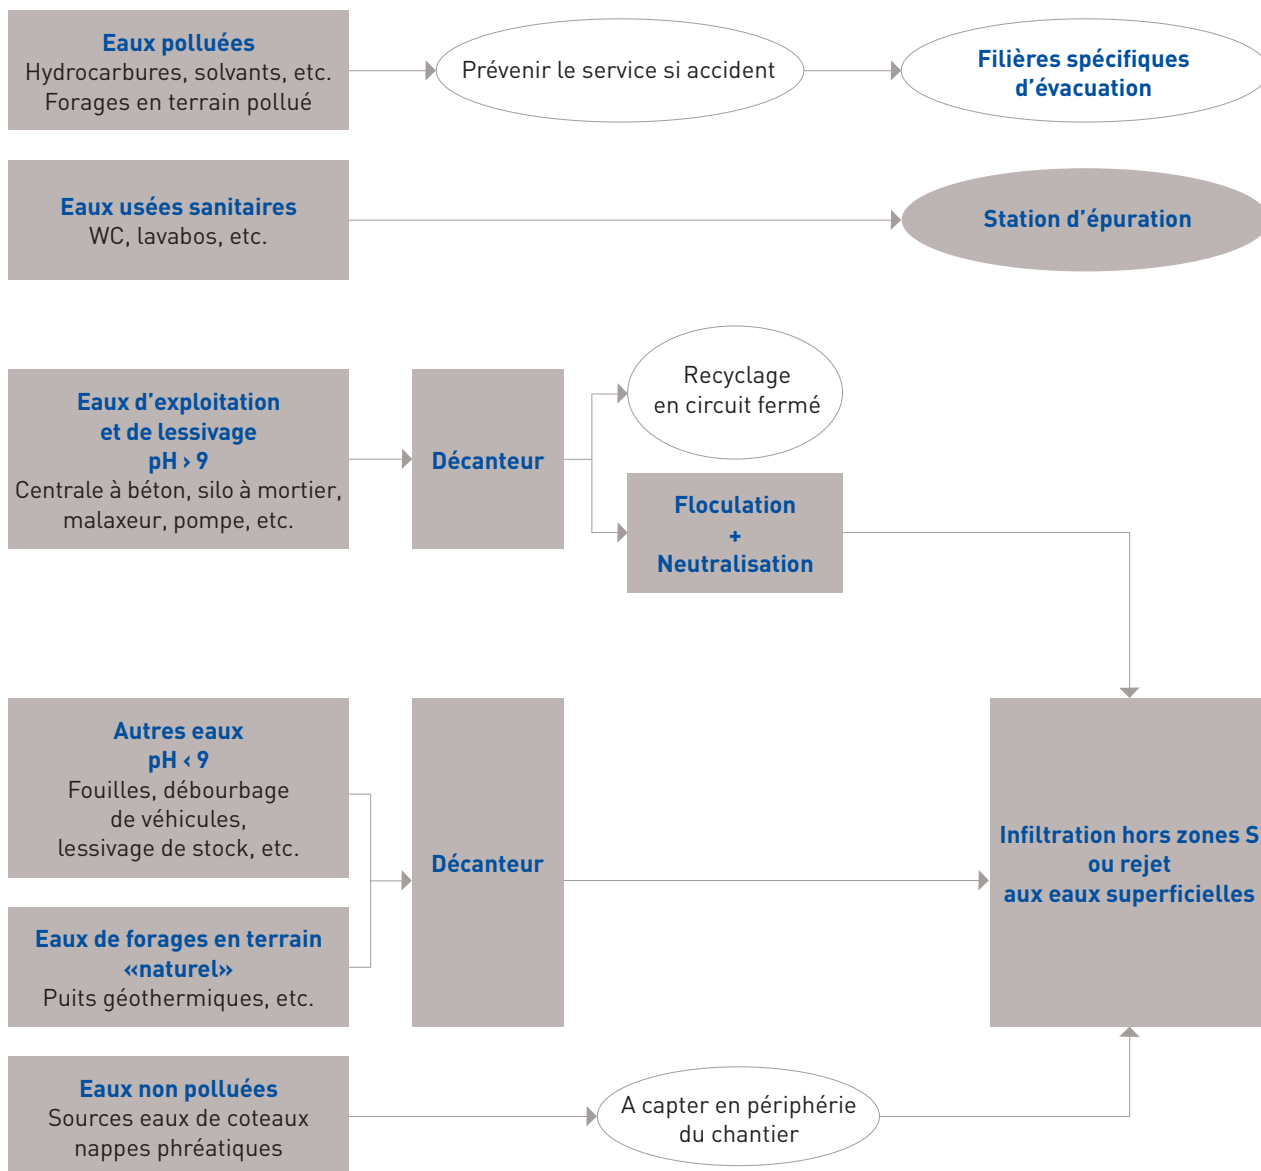 Eaux polluées
Hydrocarbures, solvants, etc.
Forages en terrain pollué
Prévenir le service si accident
Filières spécifiques
d’évacuation
Eaux usées sanitaires
WC, lavabos, etc.
Station d’épuration
Eaux d’exploitation
et de lessivage
pH › 9
Centrale à béton, silo à mortier,
malaxeur, pompe, etc.
Décanteur
Recyclage
en circuit fermé
Floculation
+
Neutralisation
Autres eaux
pH ‹ 9
Fouilles, débourbage
de véhicules,
lessivage de stock, etc.
Eaux de forages en terrain
«naturel»
Puits géothermiques, etc.
Décanteur
Infiltration hors zones S
ou rejet
aux eaux superficielles
Eaux non polluées
Sources eaux de coteaux
nappes phréatiques
A capter en périphérie
du chantier